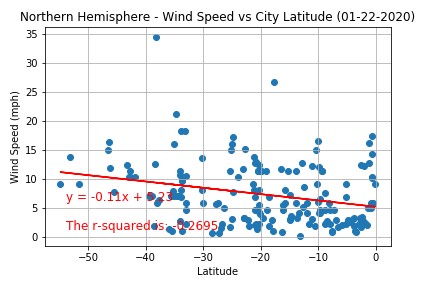 Northern Hemisphere - Wind Speed vs City Latitude (01-22-2020)
Wind Speed (mph)
35
30
25
20
15
10
5
0
y = -0.11x + 5.23
The r-squared is: -0.2695
−50
−40
−30
−20
−10
0
Latitude